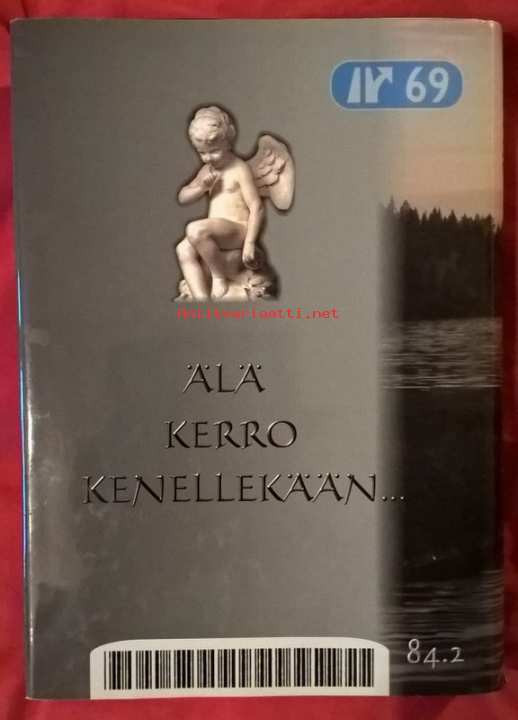 69
Antikvariaatti.net
ÄLÄ
KERRO
KENELLEKÄÄN...
84.2